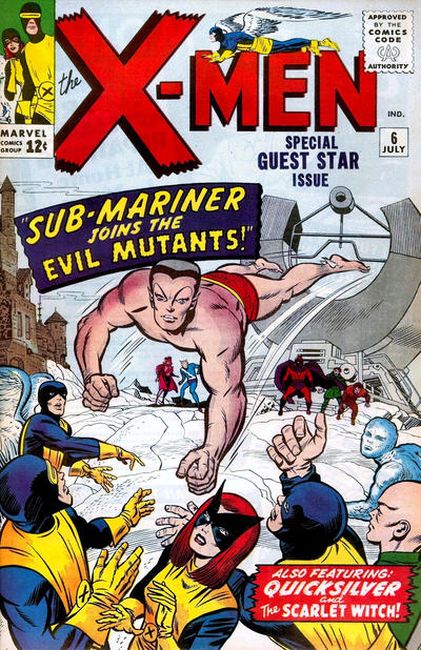 APPROVED
BY THE
COMICS
CODE
CA
AUTHORITY
the
X-MEN
IND.
MARVEL
COMICS
GROUP
12¢
6
JULY
SPECIAL
GUEST STAR
ISSUE
"SUB-MARINER
JOINS THE
EVIL MUTANTS!"
ALSO FEATURING:
QUICKSILVER
and
The SCARLET WITCH!